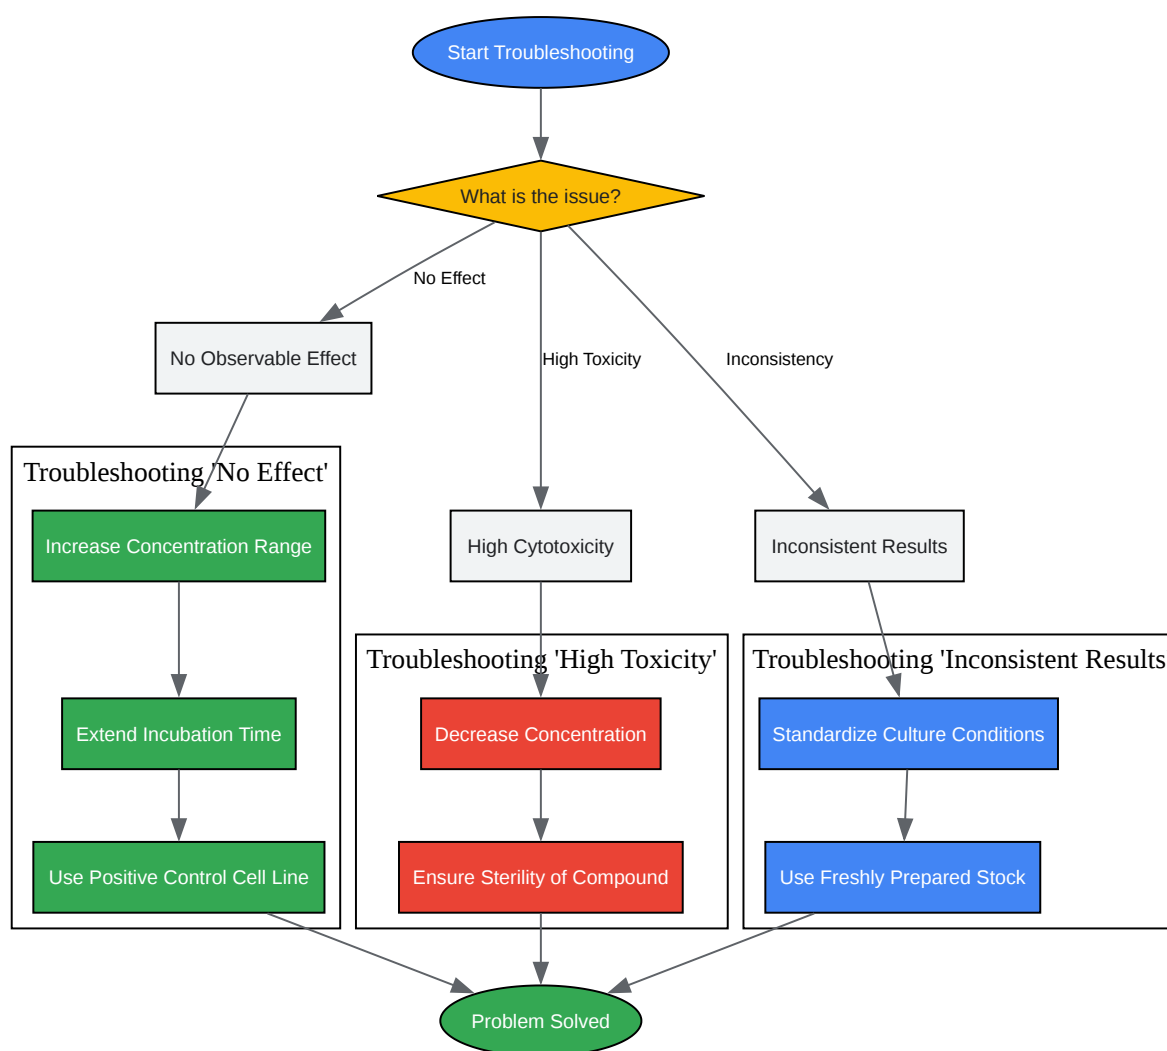 Start Troubleshooting
What is the issue?
No Effect
No Observable Effect
High Toxicity
Inconsistency
Troubleshooting 'No Effect'
Increase Concentration Range
High Cytotoxicity
Inconsistent Results
Troubleshooting 'High Toxicity'
Troubleshooting 'Inconsistent Results
Extend Incubation Time
Decrease Concentration
Standardize Culture Conditions
Use Positive Control Cell Line
Ensure Sterility of Compound
Use Freshly Prepared Stock
Problem Solved